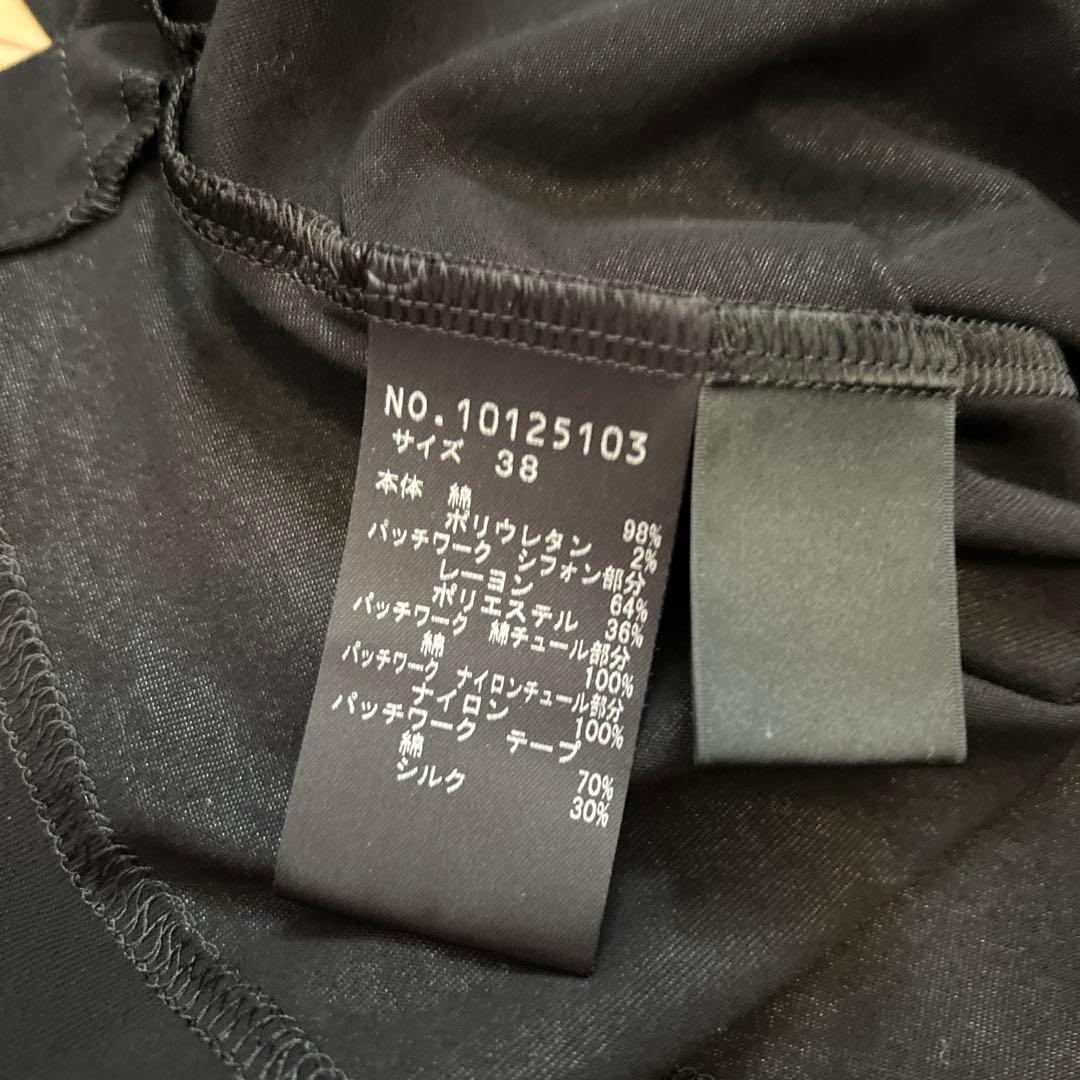 NO.10125103
サイズ 38
本体 綿 98%
ポリウレタン 2%
パッチワーク シフォン部分
レーヨン 64%
ポリエステル 36%
パッチワーク 綿チュール部分
綿 100%
パッチワーク ナイロンチュール部分
ナイロン 100%
パッチワーク テープ
綿 70%
シルク 30%